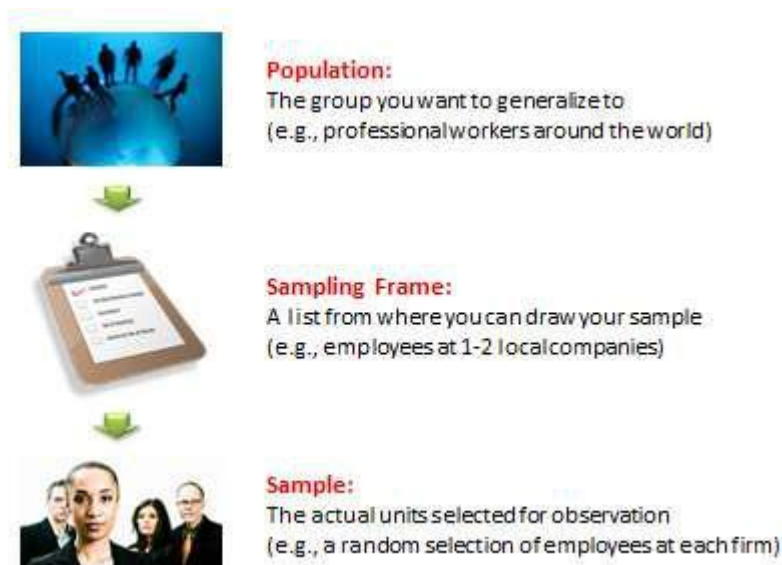 Population:
The group you want to generalize to
(e.g., professional workers around the world)
Sampling Frame:
A list from where you can draw your sample
(e.g., employees at 1-2 local companies)
Sample:
The actual units selected for observation
(e.g., a random selection of employees at each firm)